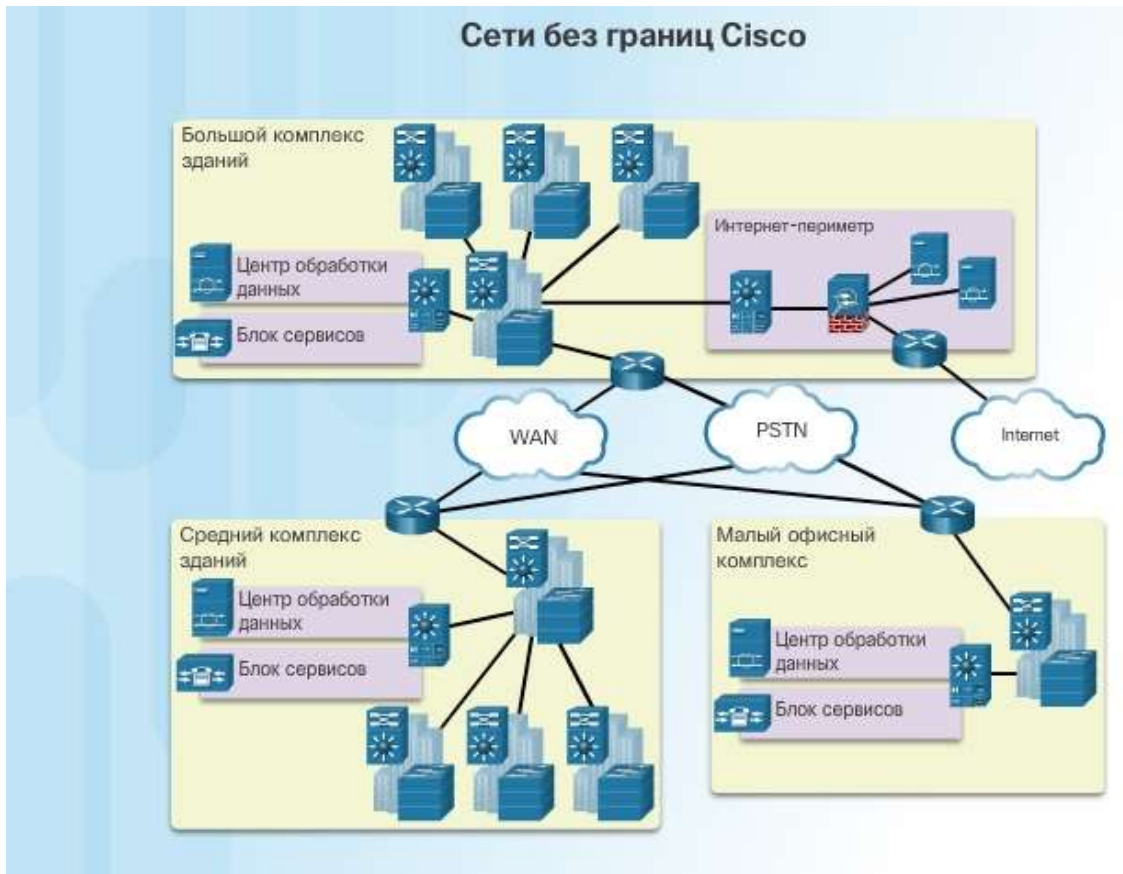 Сети без границ Cisco
Большой комплекс
зданий
Интернет-периметр
Центр обработки
данных
Блок сервисов
WAN
PSTN
Internet
Средний комплекс
зданий
Центр обработки
данных
Блок сервисов
Малый офисный
комплекс
Центр обработки
данных
Блок сервисов